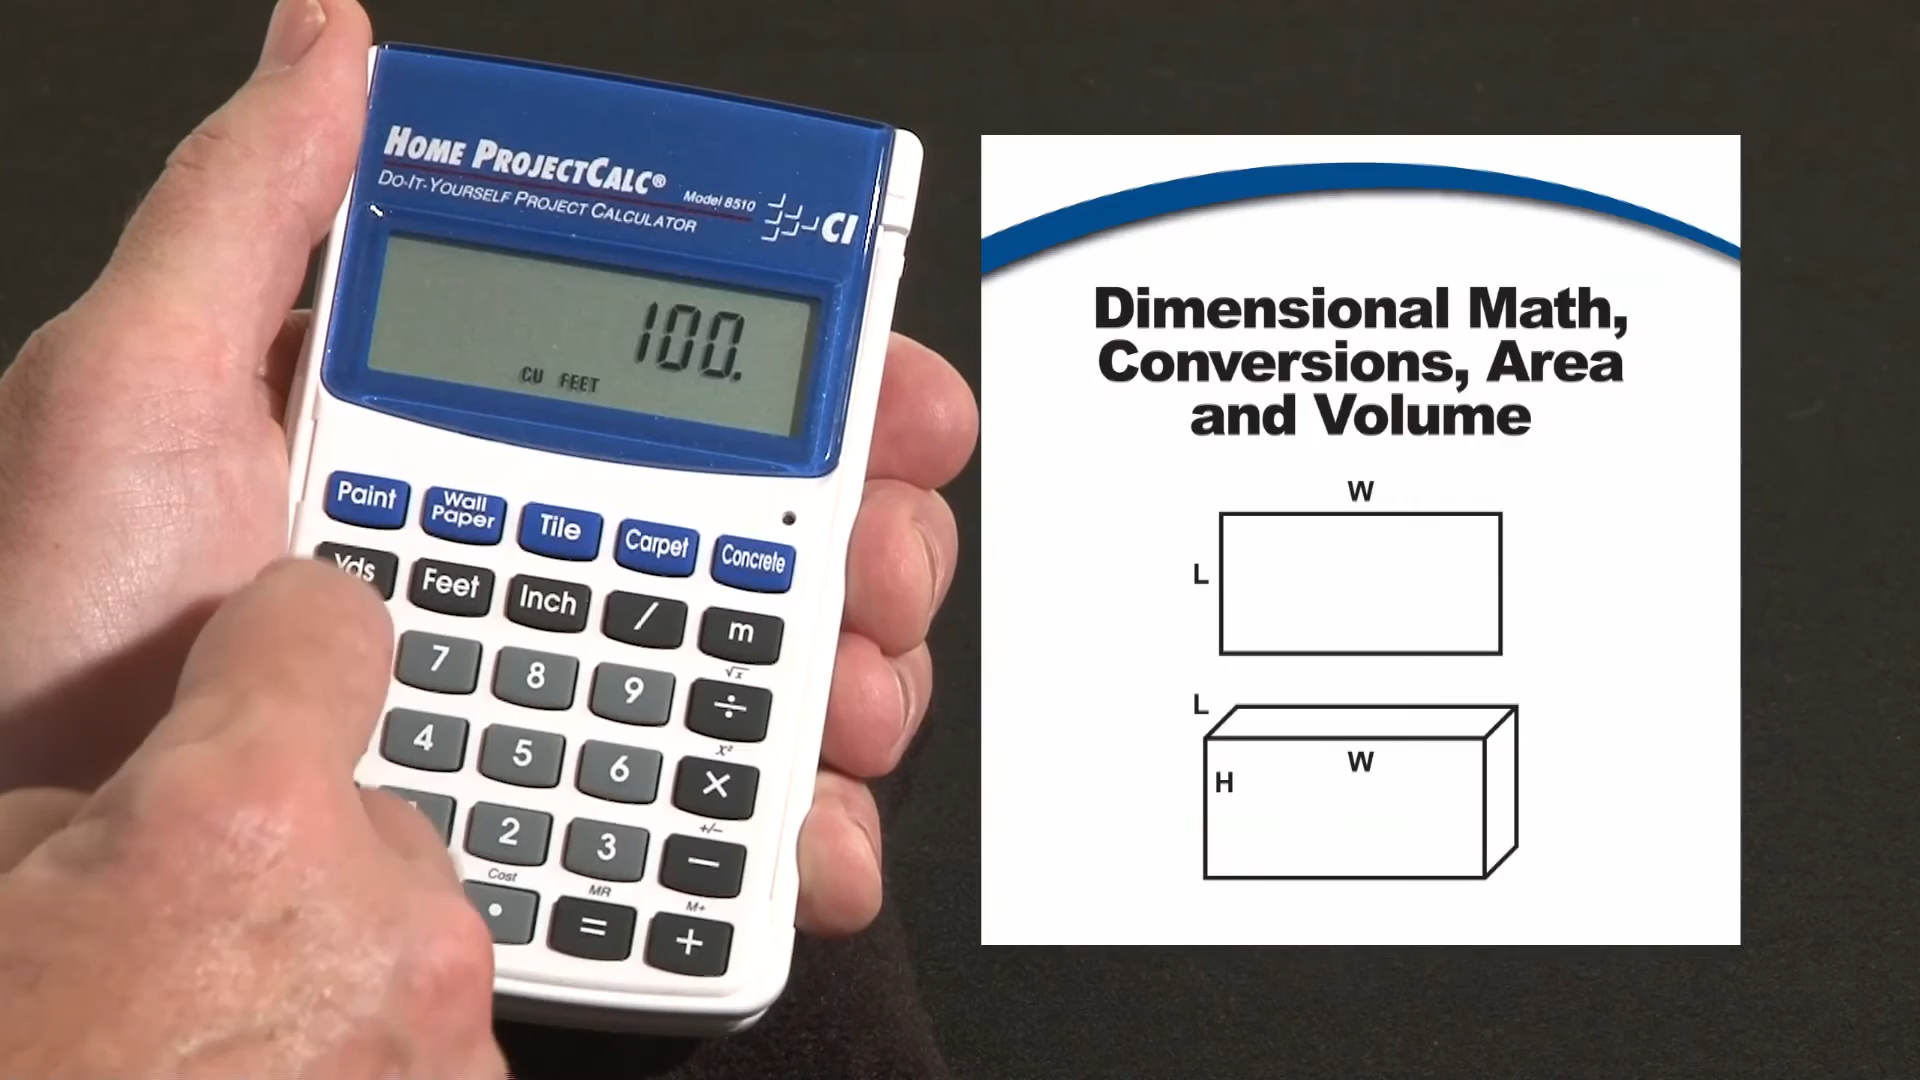 HOME PROJECTCALC®
DO-IT-YOURSELF PROJECT CALCULATOR
Model 8510
CI
100.
CU FEET
Paint Wall Paper Tile Carpet Concrete
Yds Feet Inch / m
√x
7 8 9 ÷
x²
4 5 6 ×
+/−
2 3 −
Cost MR M+
. = +
Dimensional Math,
Conversions, Area
and Volume
W
L
L
W
H